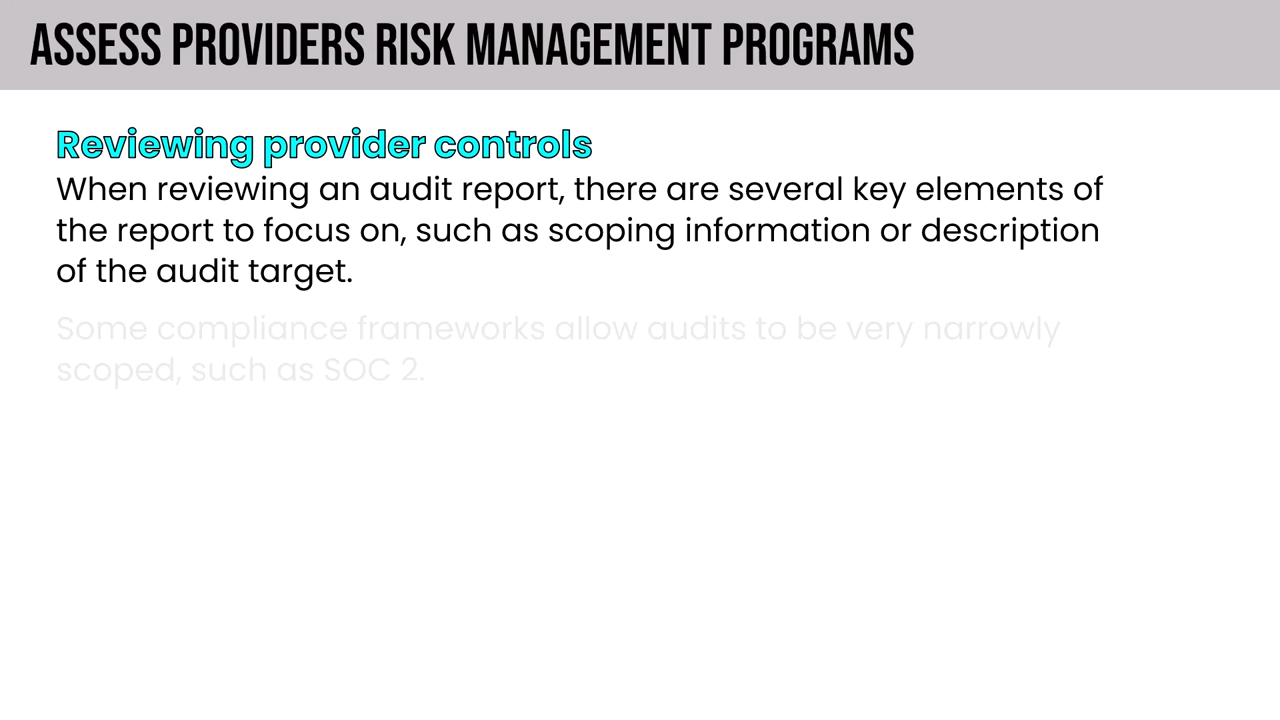 ASSESS PROVIDERS RISK MANAGEMENT PROGRAMS
Reviewing provider controls
When reviewing an audit report, there are several key elements of
the report to focus on, such as scoping information or description
of the audit target.
Some compliance frameworks allow audits to be very narrowly
scoped, such as SOC 2.